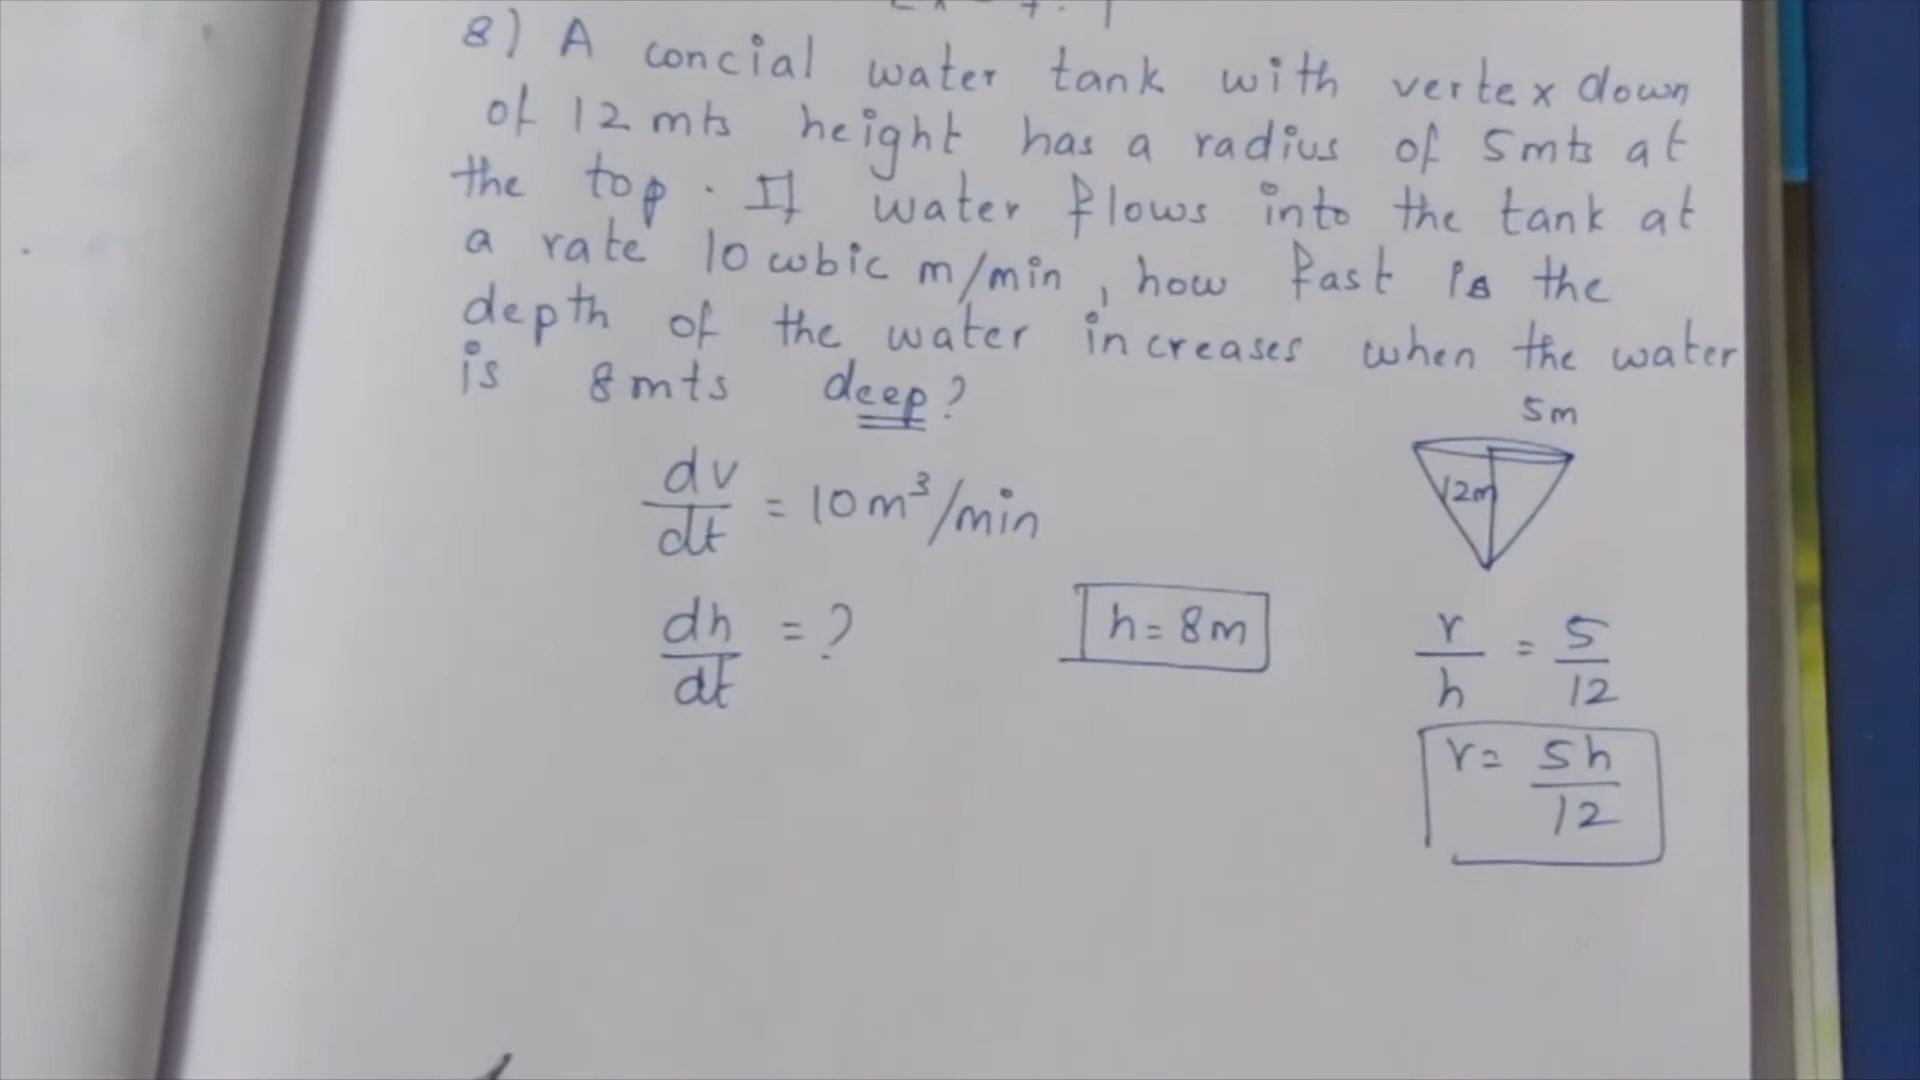 8) A concial water tank with vertex down
of 12 mts height has a radius of 5mts at
the top. If water flows into the tank at
a rate 10 cubic m/min, how fast is the
depth of the water increases when the water
is 8mts deep?
5m
12m
dv/dt = 10m³/min
dh/dt = ?
h = 8m
r/h = 5/12
r = 5h/12